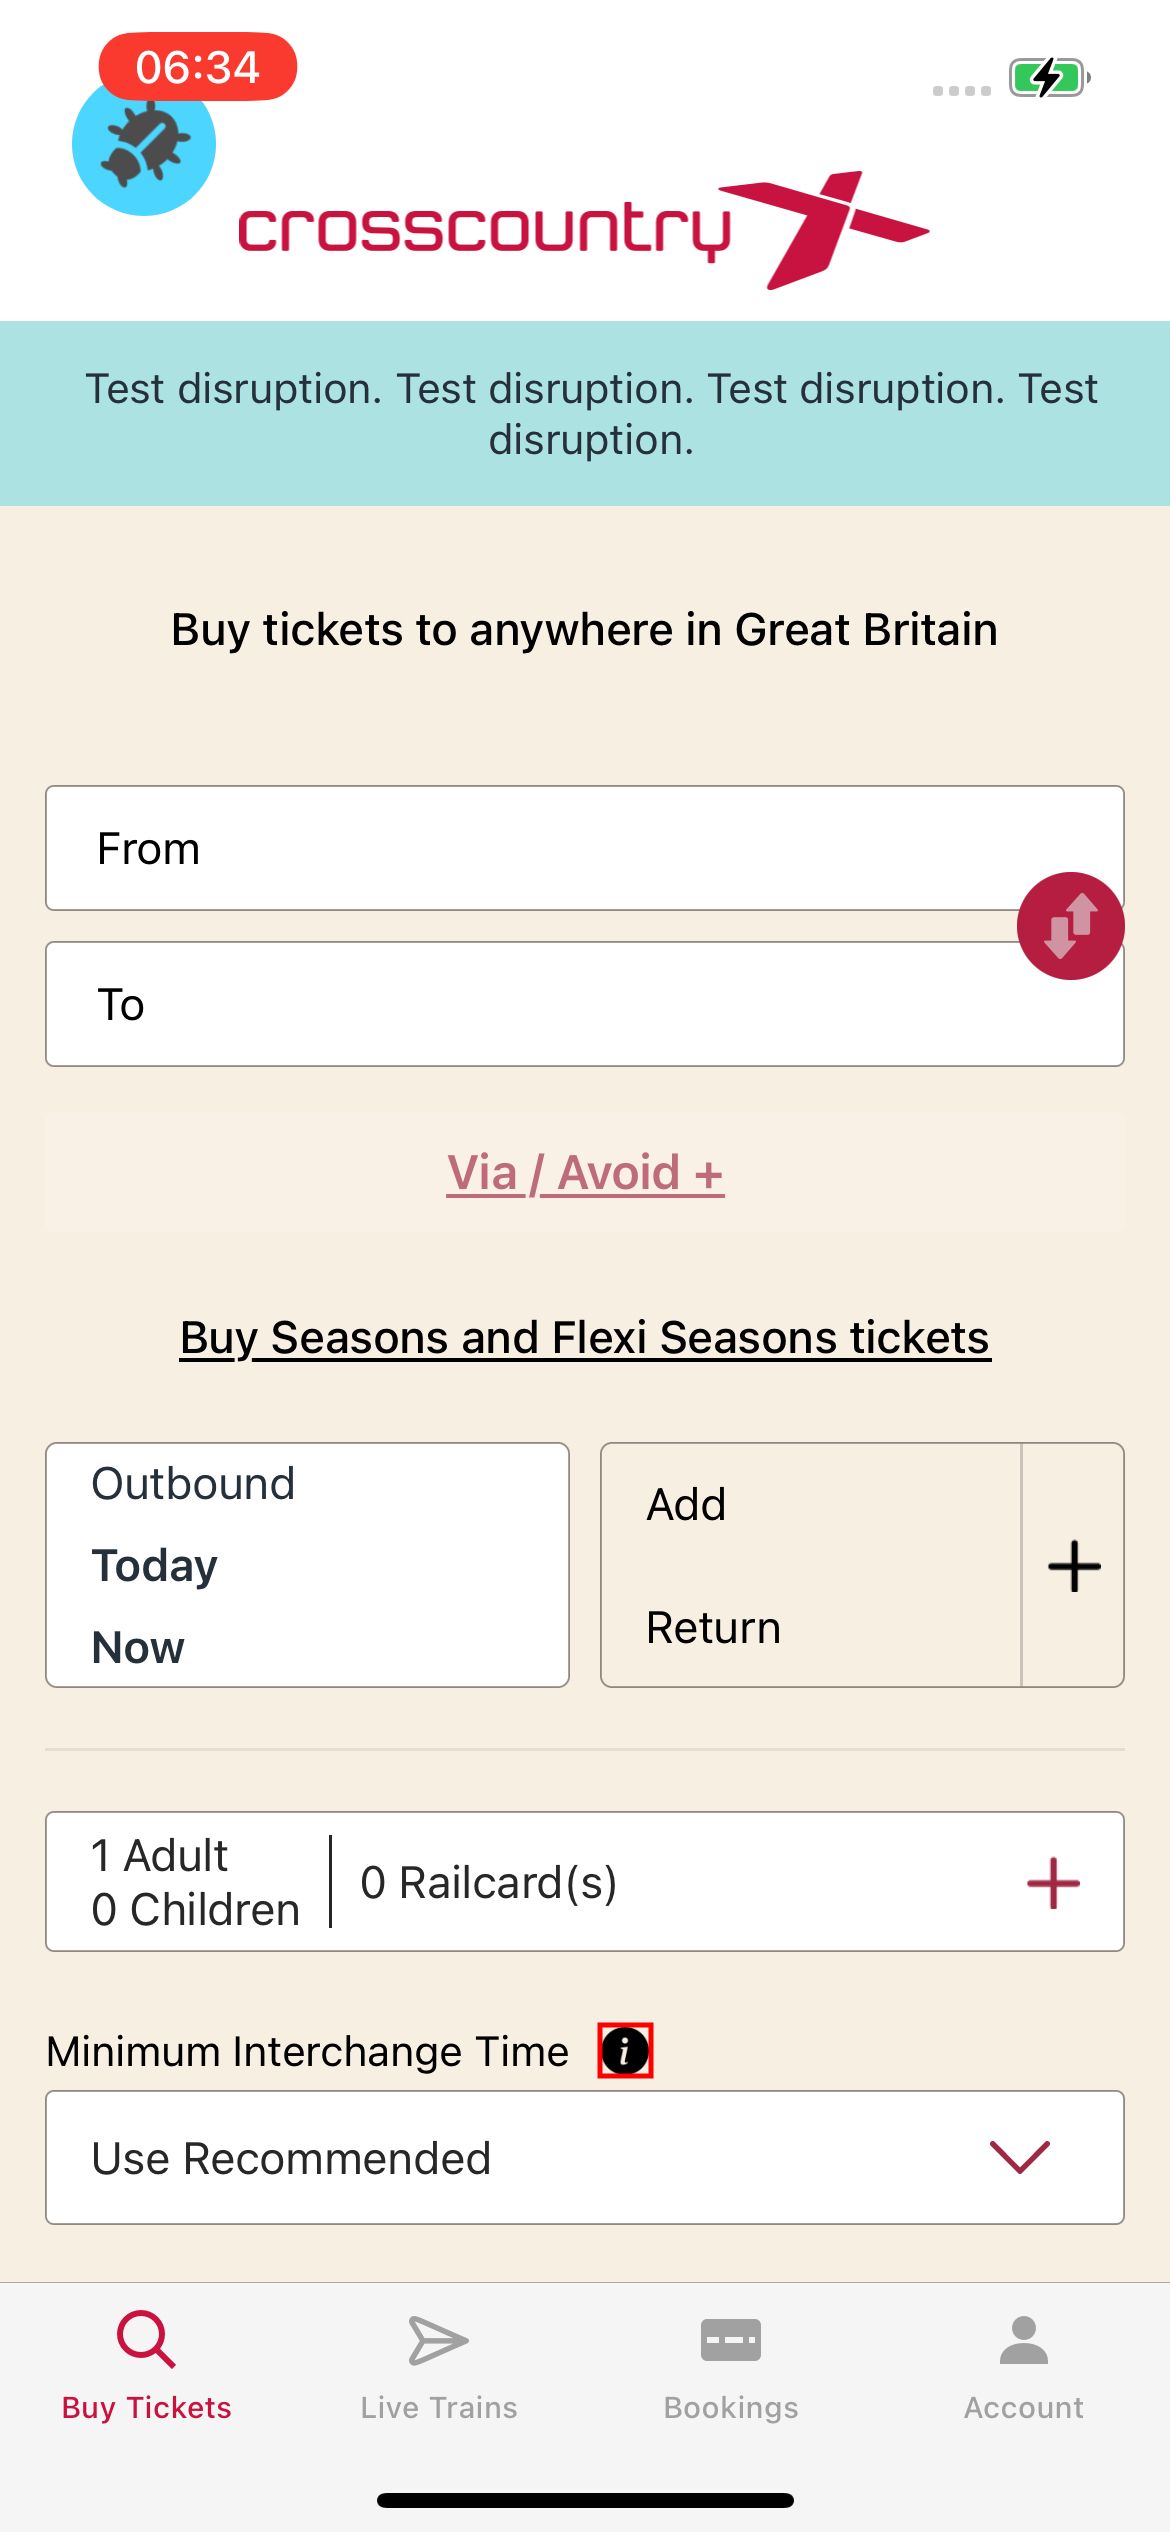 06:34
crosscountry
Test disruption. Test disruption. Test disruption. Test
disruption.
Buy tickets to anywhere in Great Britain
From
To
Via / Avoid +
Buy Seasons and Flexi Seasons tickets
Outbound
Today
Now
Add
Return
1 Adult
0 Children
0 Railcard(s)
Minimum Interchange Time i
Use Recommended
Buy Tickets
Live Trains
Bookings
Account